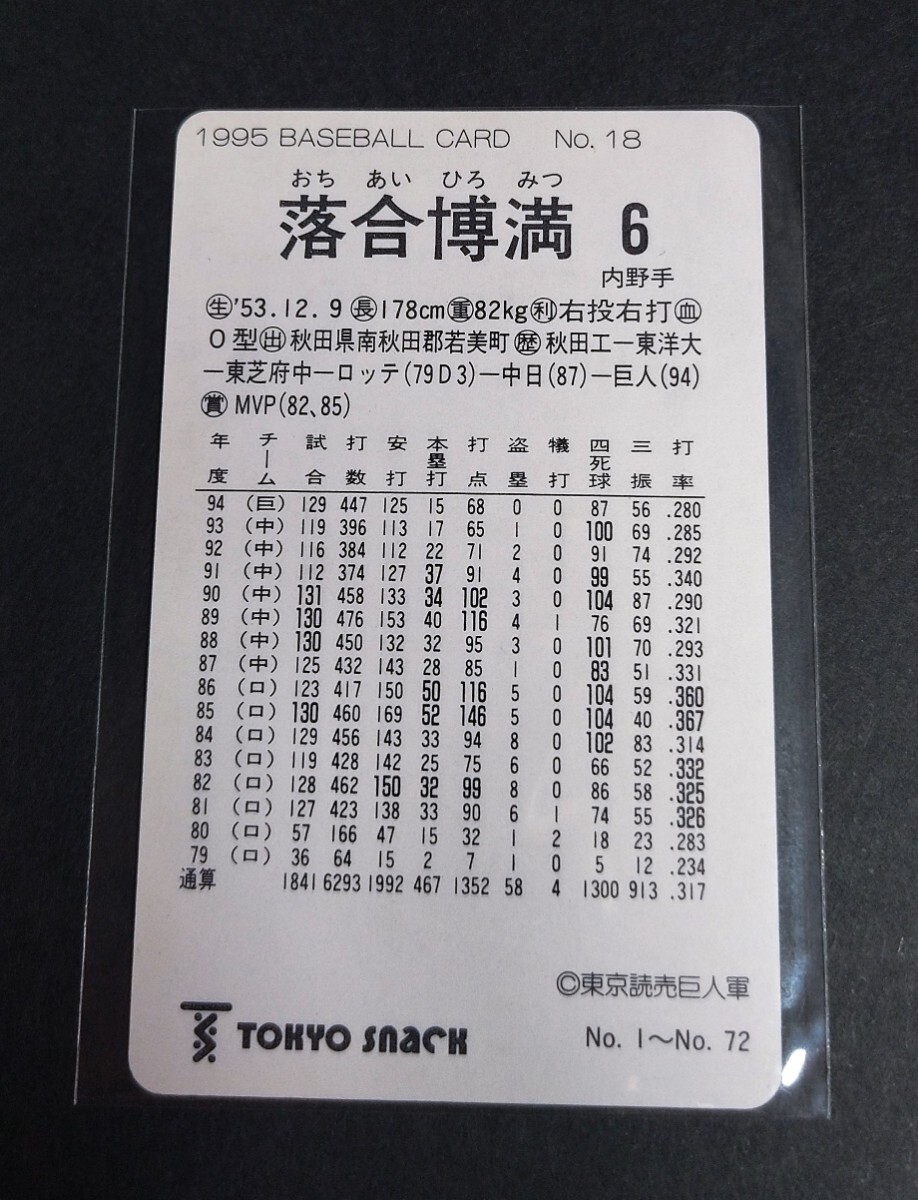 1995 BASEBALL CARD No. 18
おち あい ひろ みつ
落合博満 6
内野手
㊤'53.12.9㊤178cm㊤82kg㊤右投右打㊤
O型㊤秋田県南秋田郡若美町㊤秋田工ー東洋大
ー東芝府中ーロッテ(79D3)ー中日(87)ー巨人(94)
㊤MVP(82、85)
年度 チーム 試合 打数 安打 本塁打 打点 盗塁 犠打 四死球 三振 打率
94 (巨) 129 447 125 15 68 0 0 87 56 .280
93 (中) 119 396 113 17 65 1 0 100 69 .285
92 (中) 116 384 112 22 71 2 0 91 74 .292
91 (中) 112 374 127 37 91 4 0 99 55 .340
90 (中) 131 458 133 34 102 3 0 104 87 .290
89 (中) 130 476 153 40 116 4 1 76 69 .321
88 (中) 130 450 132 32 95 3 0 101 70 .293
87 (中) 125 432 143 28 85 1 0 83 51 .331
86 (ロ) 123 417 150 50 116 5 0 104 59 .360
85 (ロ) 130 460 169 52 146 5 0 104 40 .367
84 (ロ) 129 456 143 33 94 8 0 102 83 .314
83 (ロ) 119 428 142 25 75 6 0 66 52 .332
82 (ロ) 128 462 150 32 99 8 0 86 58 .325
81 (ロ) 127 423 138 33 90 6 1 74 55 .326
80 (ロ) 57 166 47 15 32 1 2 18 23 .283
79 (ロ) 36 64 15 2 7 1 0 5 12 .234
通算 1841 6293 1992 467 1352 58 4 1300 913 .317
©東京読売巨人軍
TOKYO SNACK No. 1〜No. 72